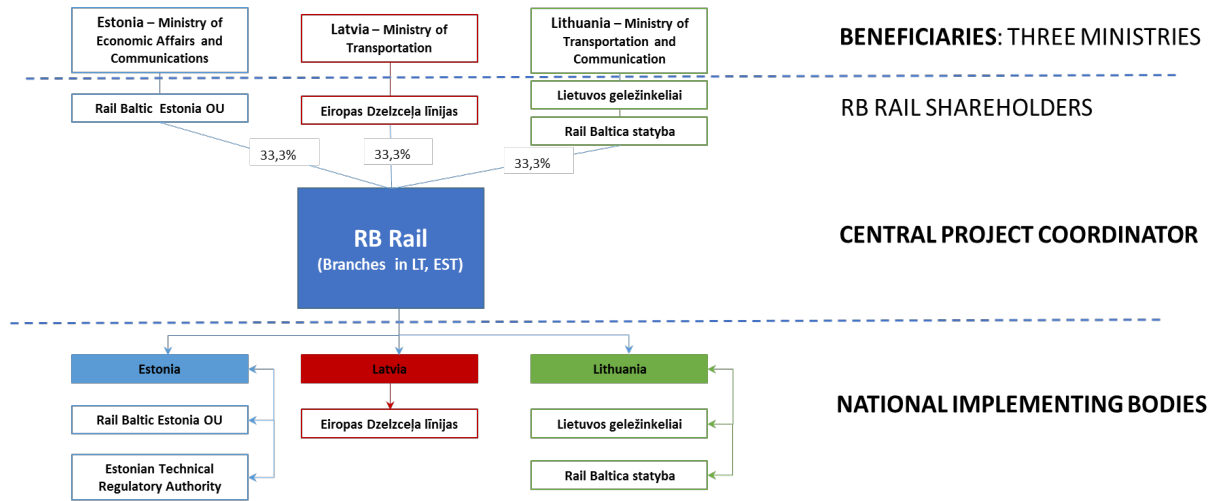 Estonia – Ministry of
Economic Affairs and
Communications
Latvia – Ministry of
Transportation
Lithuania – Ministry of
Transportation and
Communication
BENEFICIARIES: THREE MINISTRIES
Rail Baltic Estonia OU
Eiropas Dzelzceļa līnijas
Lietuvos geležinkeliai
Rail Baltica statyba
RB RAIL SHAREHOLDERS
33,3%
33,3%
33,3%
RB Rail
(Branches in LT, EST)
CENTRAL PROJECT COORDINATOR
Estonia
Latvia
Lithuania
NATIONAL IMPLEMENTING BODIES
Rail Baltic Estonia OU
Eiropas Dzelzceļa līnijas
Lietuvos geležinkeliai
Estonian Technical
Regulatory Authority
Rail Baltica statyba